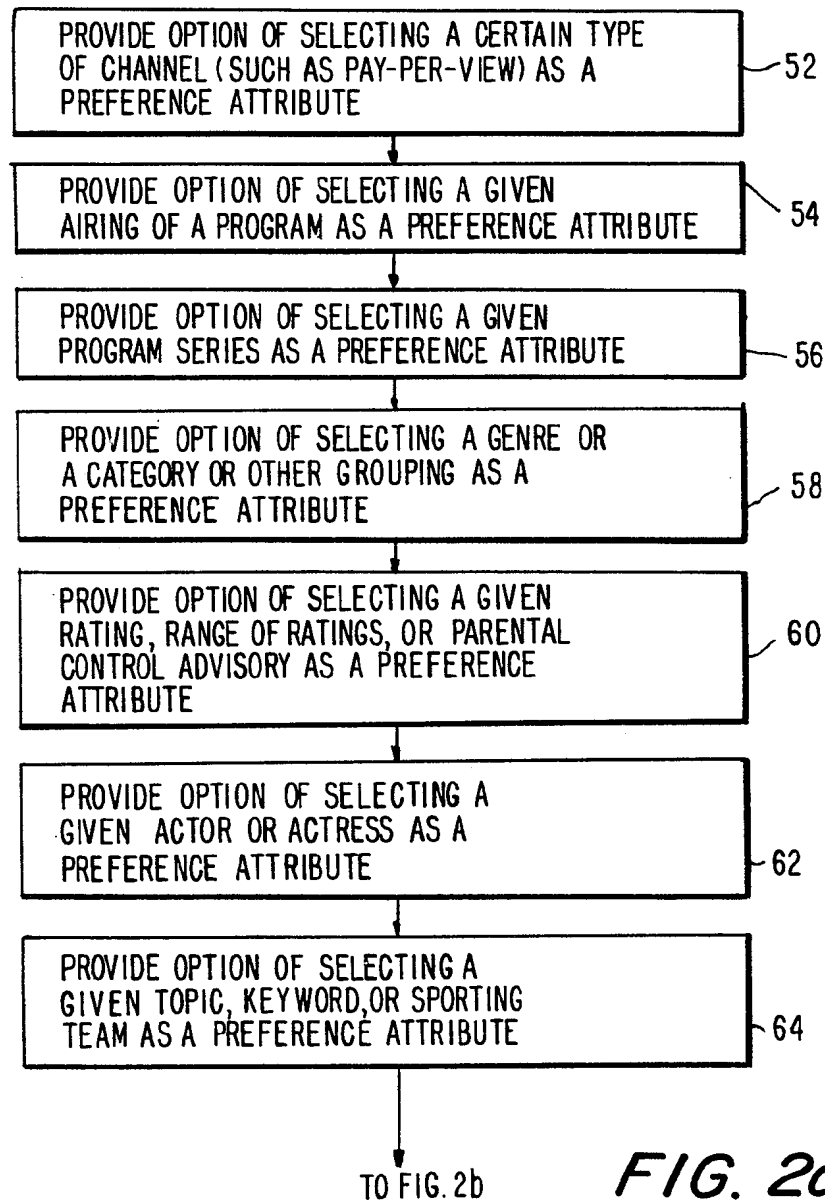 PROVIDE OPTION OF SELECTING A CERTAIN TYPE
OF CHANNEL (SUCH AS PAY-PER-VIEW) AS A
PREFERENCE ATTRIBUTE
52
PROVIDE OPTION OF SELECTING A GIVEN
AIRING OF A PROGRAM AS A PREFERENCE ATTRIBUTE
54
PROVIDE OPTION OF SELECTING A GIVEN
PROGRAM SERIES AS A PREFERENCE ATTRIBUTE
56
PROVIDE OPTION OF SELECTING A GENRE OR
A CATEGORY OR OTHER GROUPING AS A
PREFERENCE ATTRIBUTE
58
PROVIDE OPTION OF SELECTING A GIVEN
RATING, RANGE OF RATINGS, OR PARENTAL
CONTROL ADVISORY AS A PREFERENCE
ATTRIBUTE
60
PROVIDE OPTION OF SELECTING A
GIVEN ACTOR OR ACTRESS AS A
PREFERENCE ATTRIBUTE
62
PROVIDE OPTION OF SELECTING A
GIVEN TOPIC, KEYWORD, OR SPORTING
TEAM AS A PREFERENCE ATTRIBUTE
64
TO FIG. 2b
FIG.